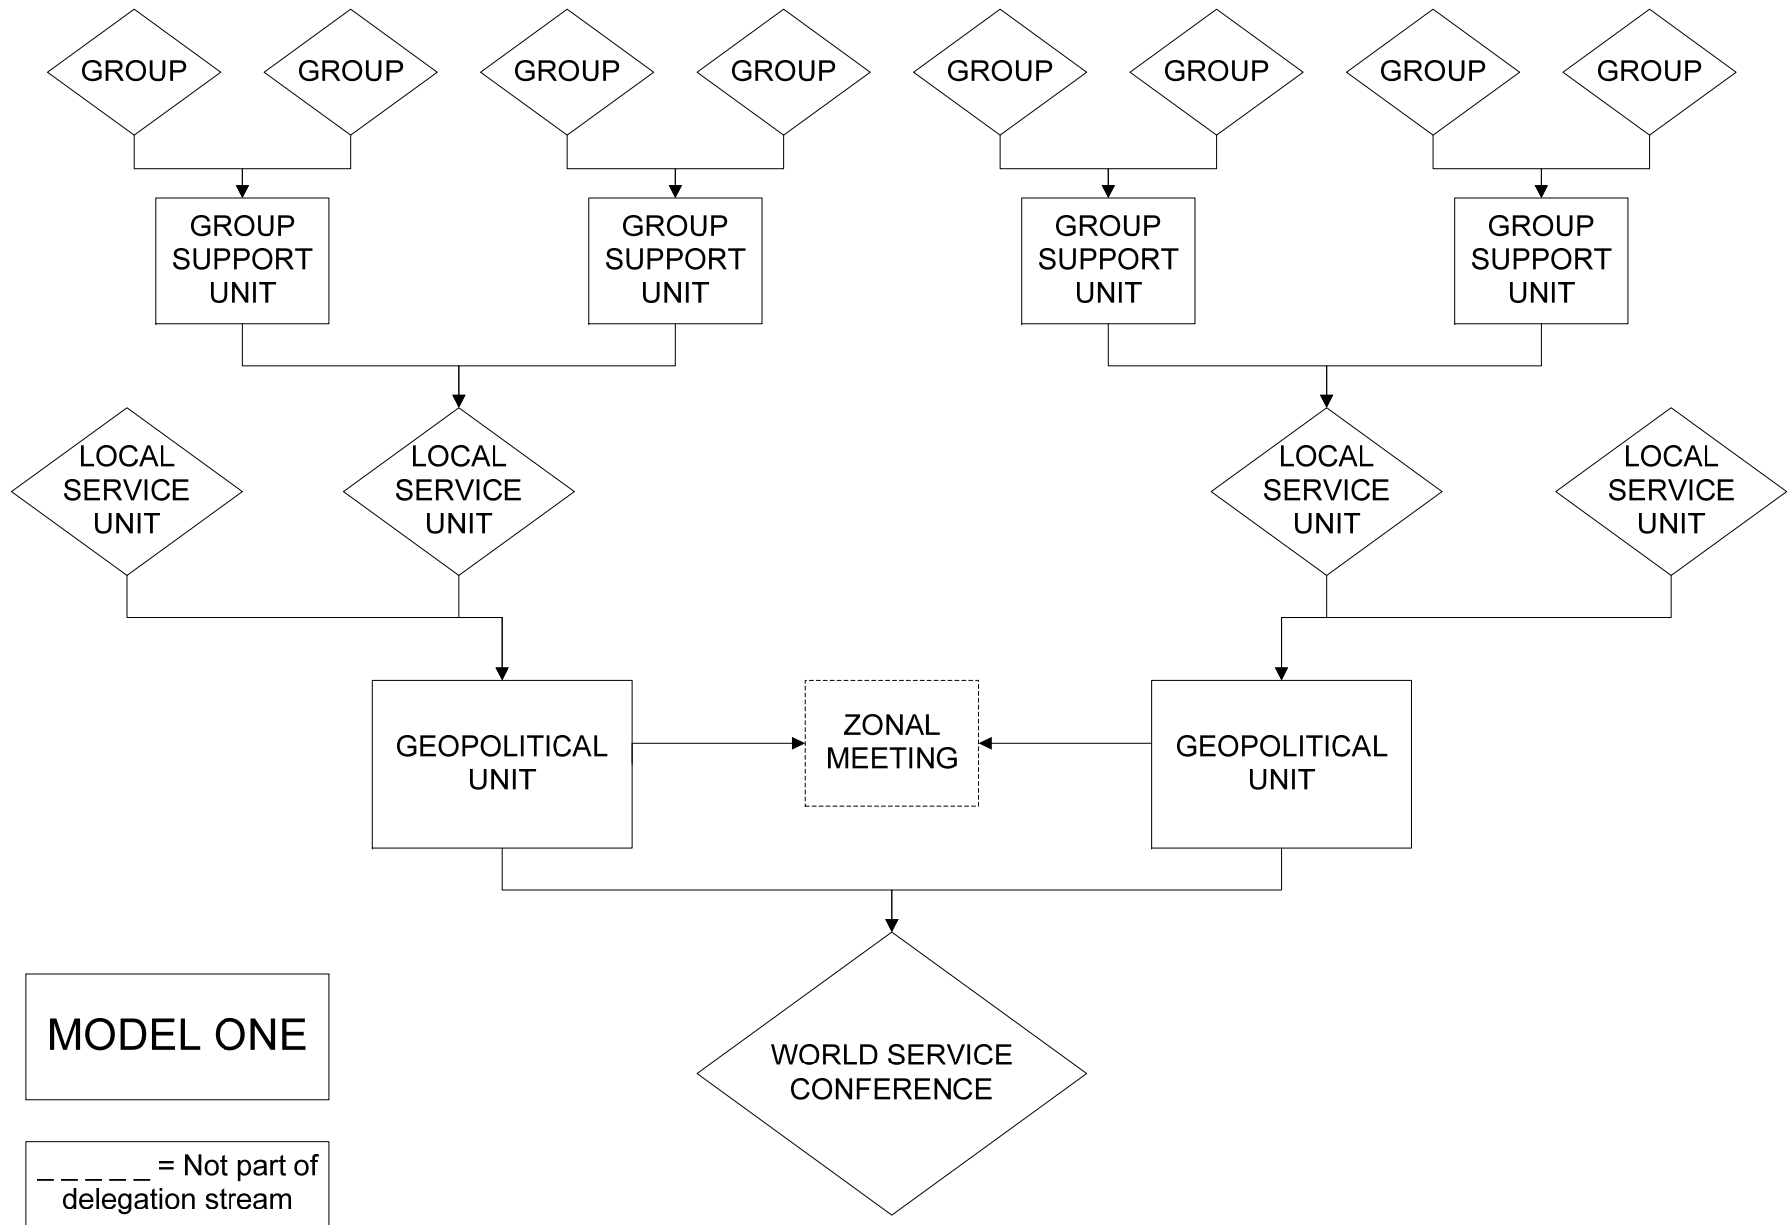 GROUP GROUP GROUP GROUP GROUP GROUP GROUP GROUP
GROUP
SUPPORT
UNIT
GROUP
SUPPORT
UNIT
GROUP
SUPPORT
UNIT
GROUP
SUPPORT
UNIT
LOCAL
SERVICE
UNIT
LOCAL
SERVICE
UNIT
LOCAL
SERVICE
UNIT
LOCAL
SERVICE
UNIT
GEOPOLITICAL
UNIT
ZONAL
MEETING
GEOPOLITICAL
UNIT
WORLD SERVICE
CONFERENCE
MODEL ONE
_ _ _ _ _ = Not part of
delegation stream